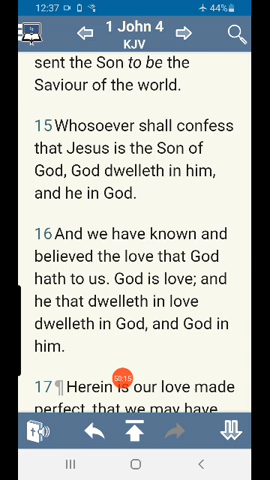 12:37
44%
1 John 4
KJV
sent the Son to be the
Saviour of the world.
15 Whosoever shall confess
that Jesus is the Son of
God, God dwelleth in him,
and he in God.
16 And we have known and
believed the love that God
hath to us. God is love; and
he that dwelleth in love
dwelleth in God, and God in
him.
50:15
17 ¶ Herein is our love made
perfect, that we may have